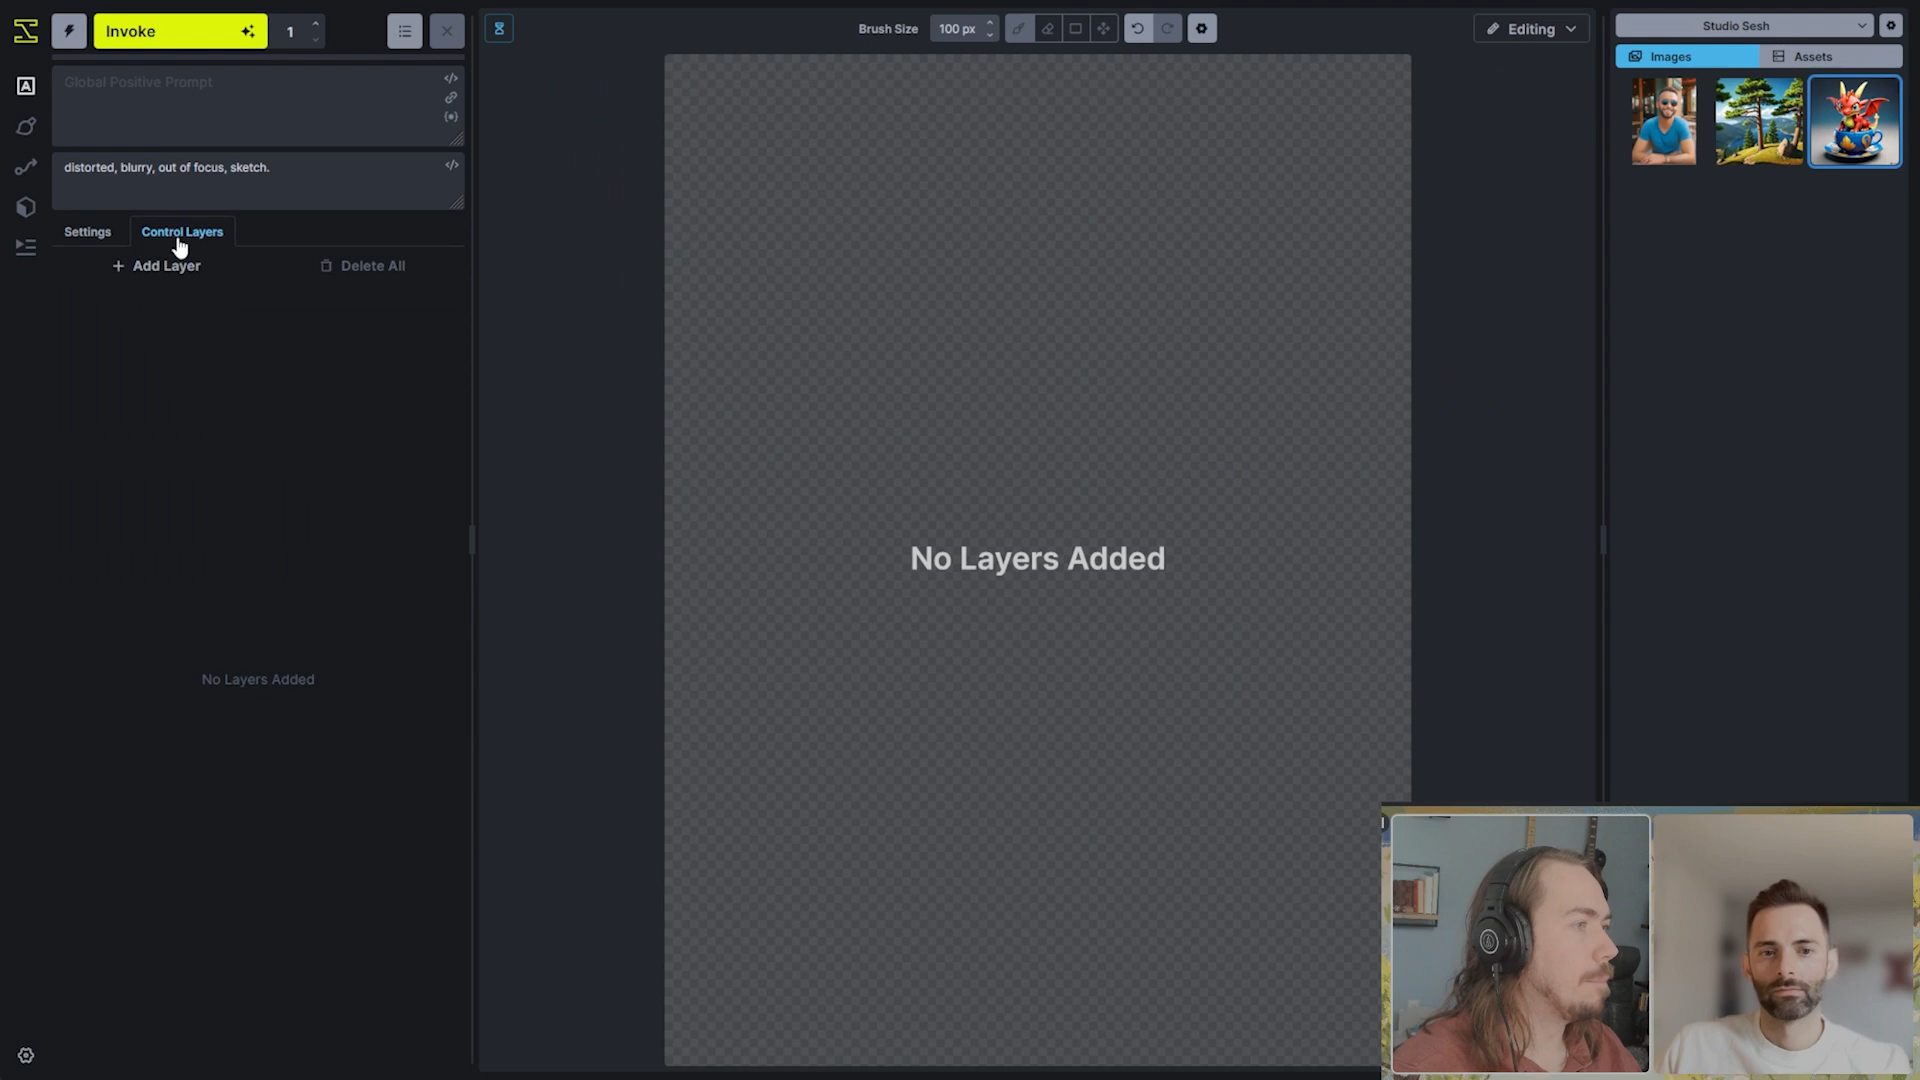 Invoke
1
Brush Size
100 px
Editing
Studio Sesh
Images
Assets
Global Positive Prompt
distorted, blurry, out of focus, sketch.
Settings
Control Layers
+ Add Layer
Delete All
No Layers Added
No Layers Added